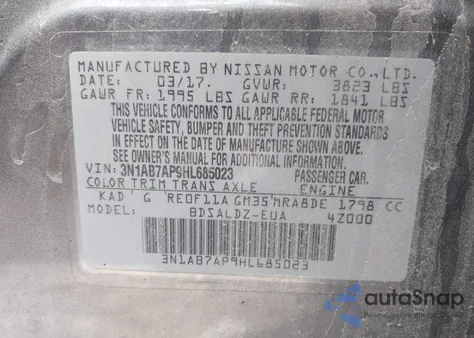 MANUFACTURED BY NISSAN MOTOR CO.,LTD.
DATE: 03/17. GVWR: 3823 LBS
GAWR FR: 1995 LBS GAWR RR: 1841 LBS
THIS VEHICLE CONFORMS TO ALL APPLICABLE FEDERAL MOTOR
VEHICLE SAFETY, BUMPER AND THEFT PREVENTION STANDARDS
IN EFFECT ON THE DATE OF MANUFACTURE SHOWN ABOVE.
SEE OWNER'S MANUAL FOR ADDITIONAL INFORMATION.
VIN: 3N1AB7AP9HL685023 PASSENGER CAR.
COLOR TRIM TRANS AXLE ENGINE
KAD G RE0F11A GM35 MRA8DE 1798 CC
MODEL: BDSALDZ-EUA 4Z000
3N1AB7AP9HL685023
autoSnap